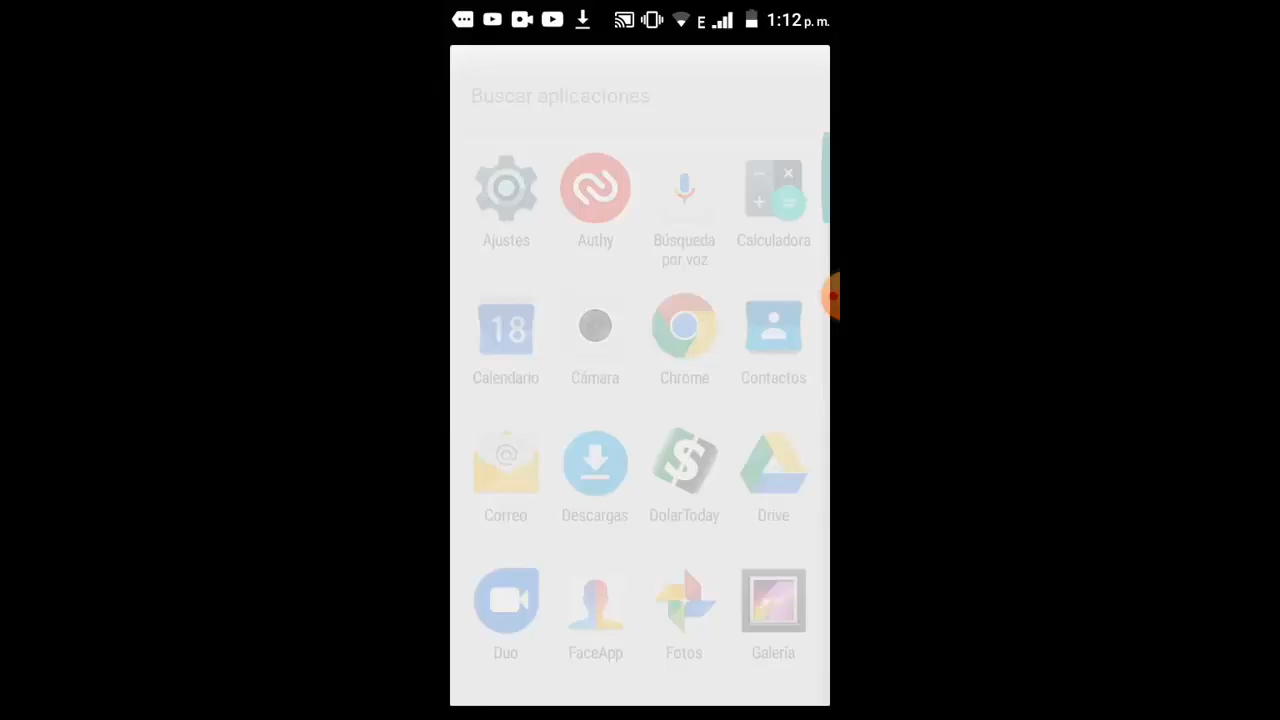 E 1:12 p. m.
Buscar aplicaciones
Ajustes Authy Búsqueda por voz Calculadora
18
Calendario Cámara Chrome Contactos
Correo Descargas DolarToday Drive
Duo FaceApp Fotos Galería